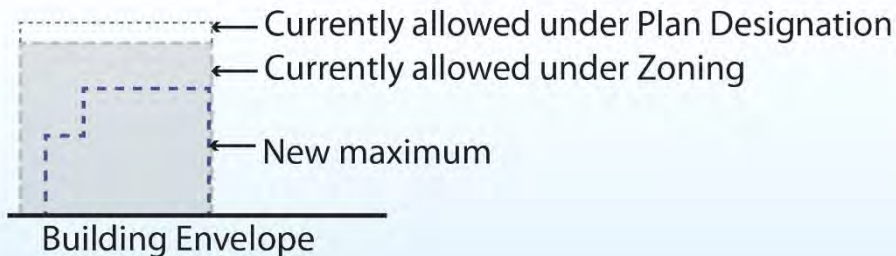 Currently allowed under Plan Designation
Currently allowed under Zoning
New maximum
Building Envelope